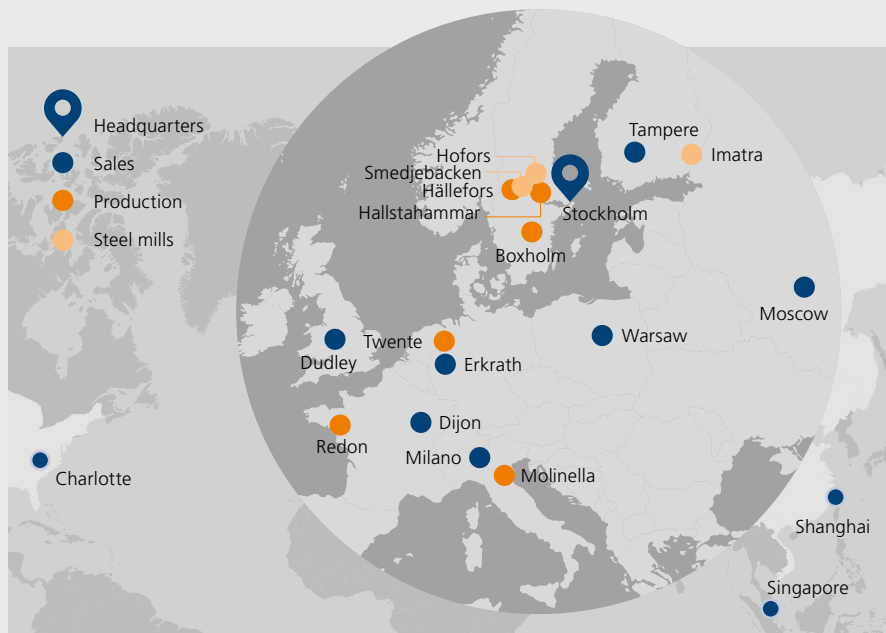 Headquarters
Sales
Production
Steel mills
Tampere
Hofors
Imatra
Smedjebacken
Hällefors
Hallstahammar
Stockholm
Boxholm
Moscow
Twente
Warsaw
Dudley
Erkrath
Dijon
Redon
Milano
Molinella
Charlotte
Shanghai
Singapore